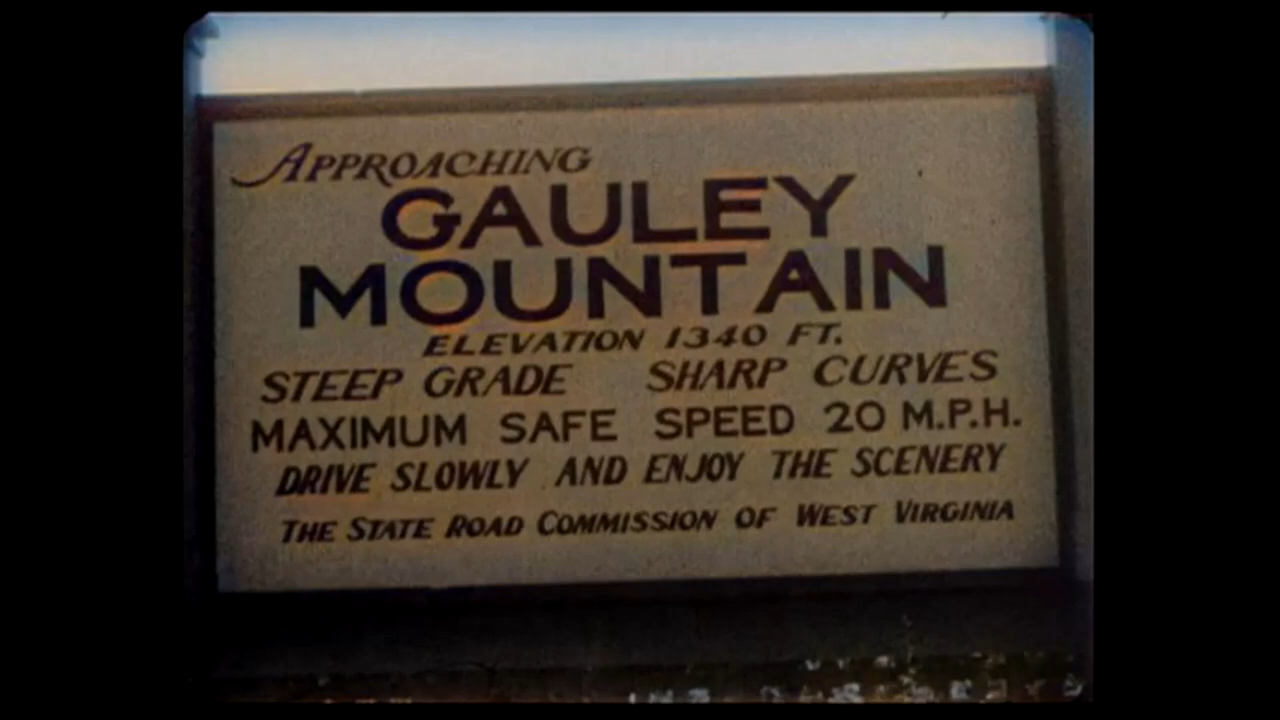 APPROACHING
GAULEY
MOUNTAIN
ELEVATION 1340 FT.
STEEP GRADE SHARP CURVES
MAXIMUM SAFE SPEED 20 M.P.H.
DRIVE SLOWLY AND ENJOY THE SCENERY
THE STATE ROAD COMMISSION OF WEST VIRGINIA